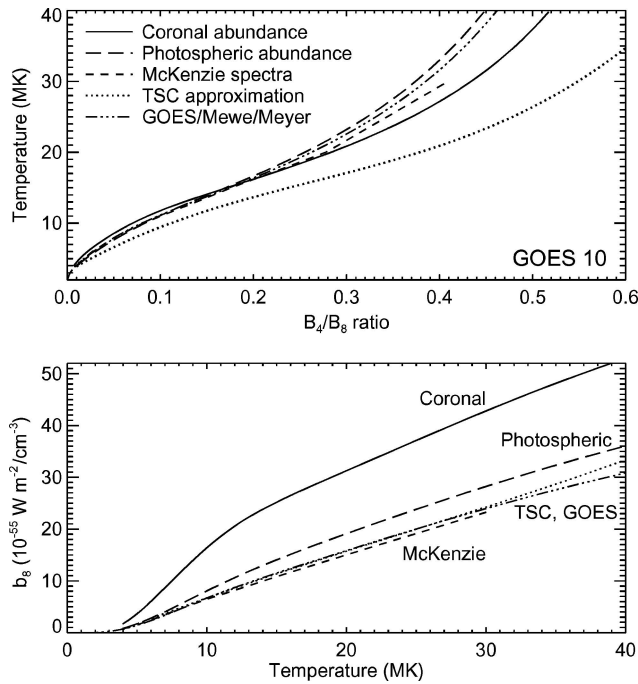 40
30
20
10
Temperature (MK)
Coronal abundance
Photospheric abundance
McKenzie spectra
TSC approximation
GOES/Mewe/Meyer
GOES 10
0.0 0.1 0.2 0.3 0.4 0.5 0.6
B₄/B₈ ratio
50
40
30
20
10
0
b₈ (10⁻⁵⁵ W m⁻²/cm⁻³)
Coronal
Photospheric
TSC, GOES
McKenzie
0 10 20 30 40
Temperature (MK)